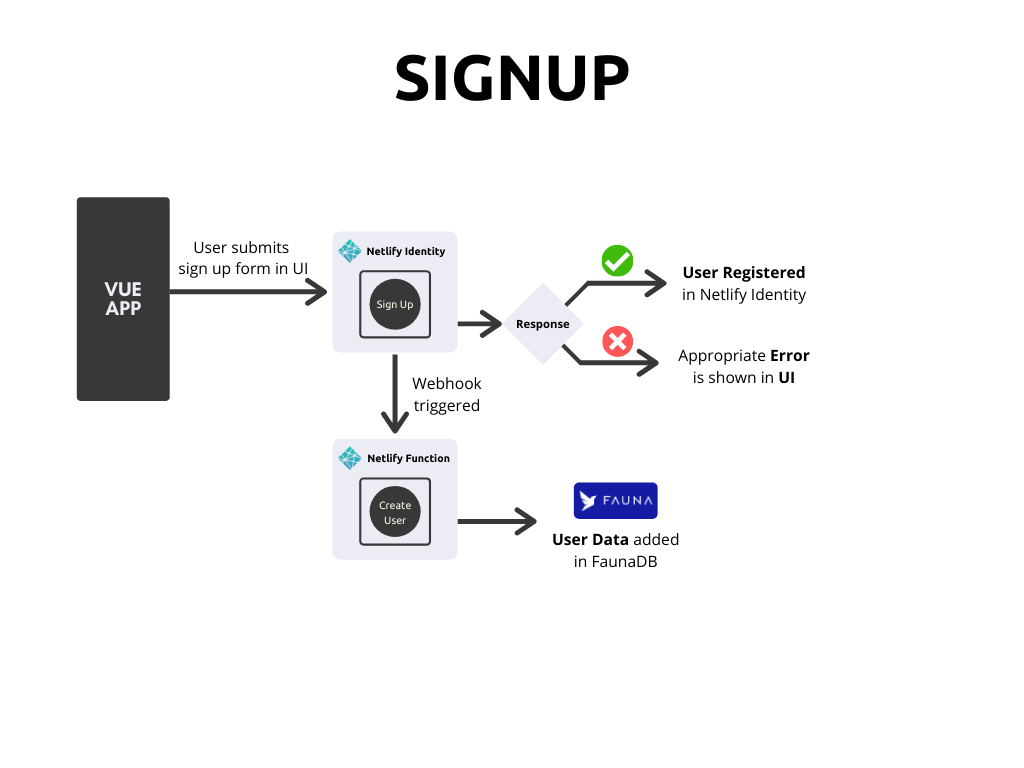 SIGNUP
VUE
APP
User submits
sign up form in UI
Netlify Identity
Sign Up
Response
User Registered
in Netlify Identity
Appropriate Error
is shown in UI
Webhook
triggered
Netlify Function
Create
User
FAUNA
User Data added
in FaunaDB